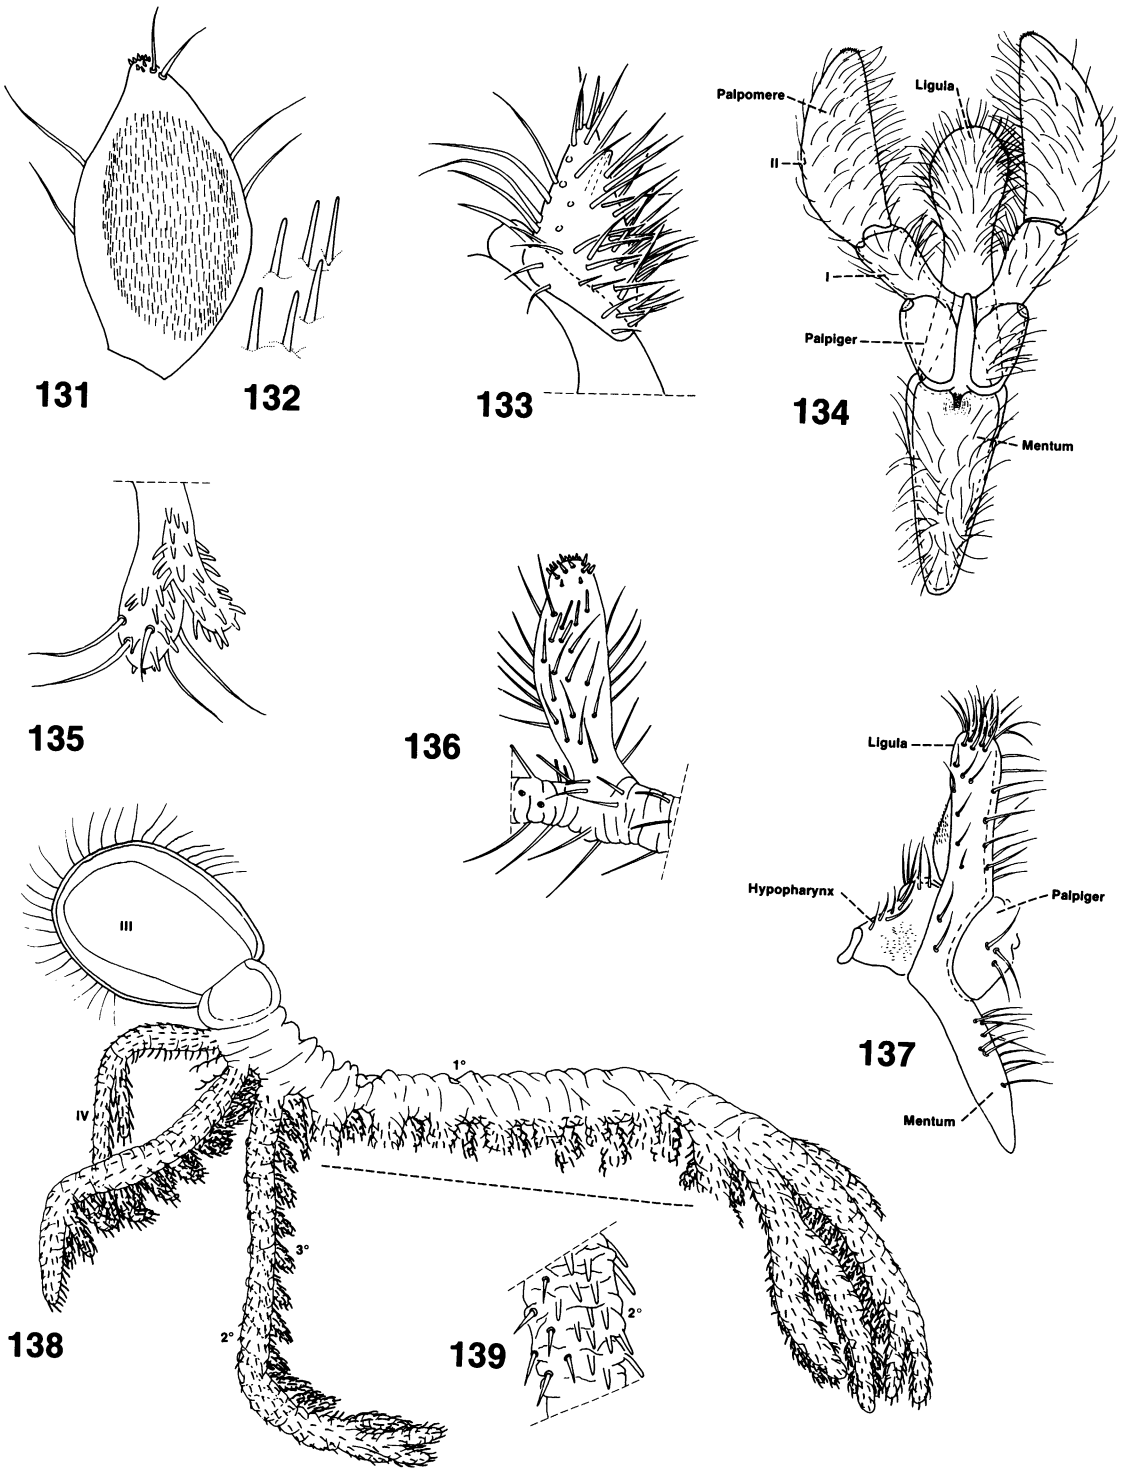 Palpomere
Ligula
II
I
Palpiger
Mentum
131
132
133
134
135
136
Ligula
Hypopharynx
Palpiger
137
Mentum
III
1°
IV
3°
2°
138
139
2°